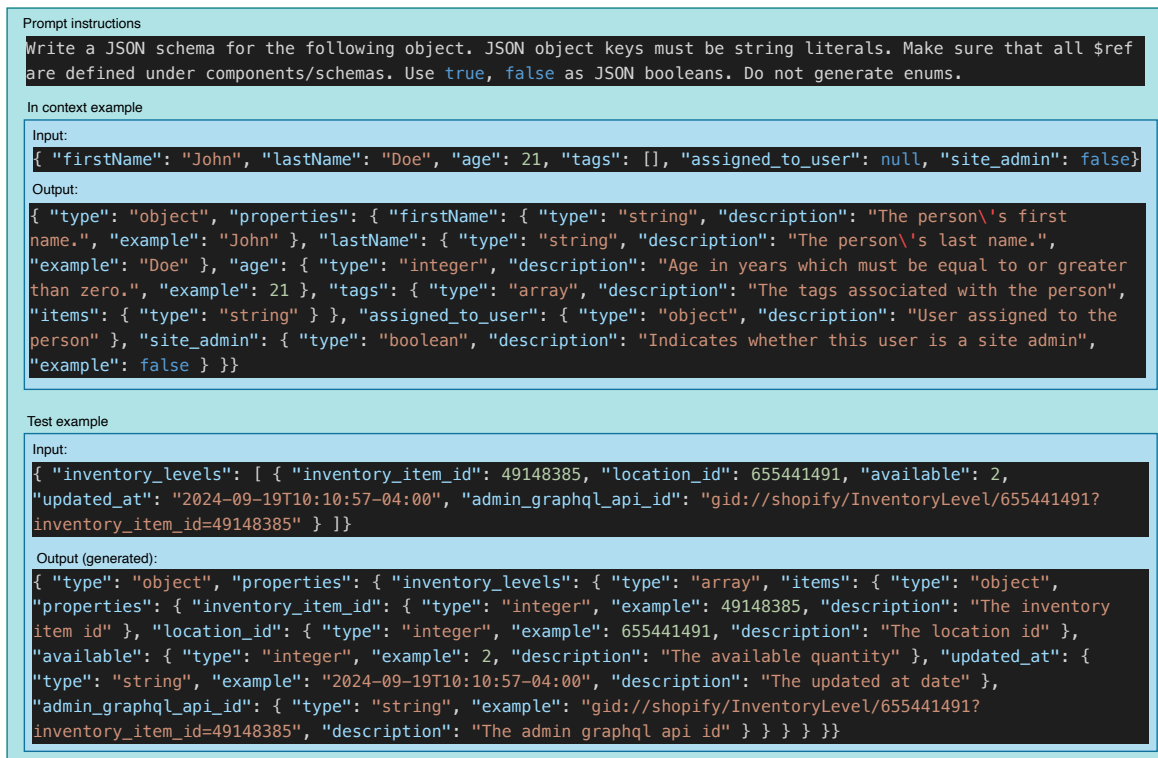 Prompt instructions
Write a JSON schema for the following object. JSON object keys must be string literals. Make sure that all $ref
are defined under components/schemas. Use true, false as JSON booleans. Do not generate enums.
In context example
Input:
{ "firstName": "John", "lastName": "Doe", "age": 21, "tags": [], "assigned_to_user": null, "site_admin": false}
Output:
{ "type": "object", "properties": { "firstName": { "type": "string", "description": "The person\'s first
name.", "example": "John" }, "lastName": { "type": "string", "description": "The person\'s last name.",
"example": "Doe" }, "age": { "type": "integer", "description": "Age in years which must be equal to or greater
than zero.", "example": 21 }, "tags": { "type": "array", "description": "The tags associated with the person",
"items": { "type": "string" } }, "assigned_to_user": { "type": "object", "description": "User assigned to the
person" }, "site_admin": { "type": "boolean", "description": "Indicates whether this user is a site admin",
"example": false } }}
Test example
Input:
{ "inventory_levels": [ { "inventory_item_id": 49148385, "location_id": 655441491, "available": 2,
"updated_at": "2024-09-19T10:10:57-04:00", "admin_graphql_api_id": "gid://shopify/InventoryLevel/655441491?
inventory_item_id=49148385" } ]}
Output (generated):
{ "type": "object", "properties": { "inventory_levels": { "type": "array", "items": { "type": "object",
"properties": { "inventory_item_id": { "type": "integer", "example": 49148385, "description": "The inventory
item id" }, "location_id": { "type": "integer", "example": 655441491, "description": "The location id" },
"available": { "type": "integer", "example": 2, "description": "The available quantity" }, "updated_at": {
"type": "string", "example": "2024-09-19T10:10:57-04:00", "description": "The updated at date" },
"admin_graphql_api_id": { "type": "string", "example": "gid://shopify/InventoryLevel/655441491?
inventory_item_id=49148385", "description": "The admin graphql api id" } } } } }}